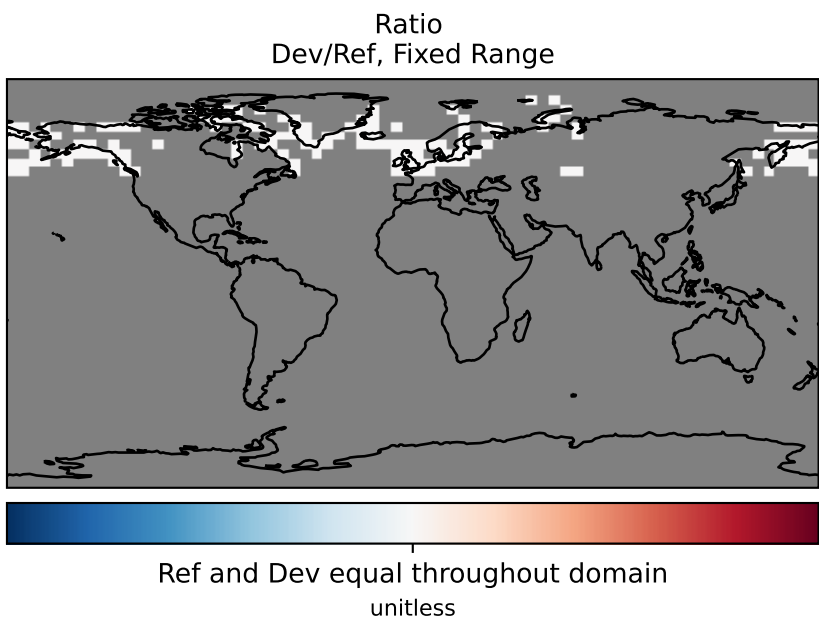 Ratio
Dev/Ref, Fixed Range
Ref and Dev equal throughout domain
unitless